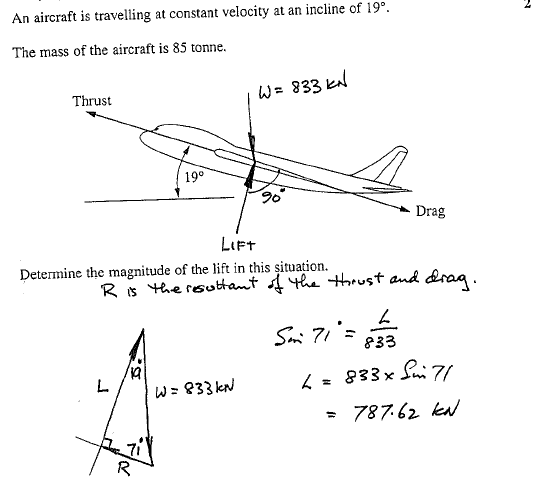 2
An aircraft is travelling at constant velocity at an incline of 19°.
The mass of the aircraft is 85 tonne.
W = 833 kN
Thrust
19°
90°
Drag
LIFT
Determine the magnitude of the lift in this situation.
R is the resultant of the thrust and drag.
Sin 71° = L/833
L = 833 x Sin 71
= 787.62 kN
19°
L
W = 833 kN
71°
R